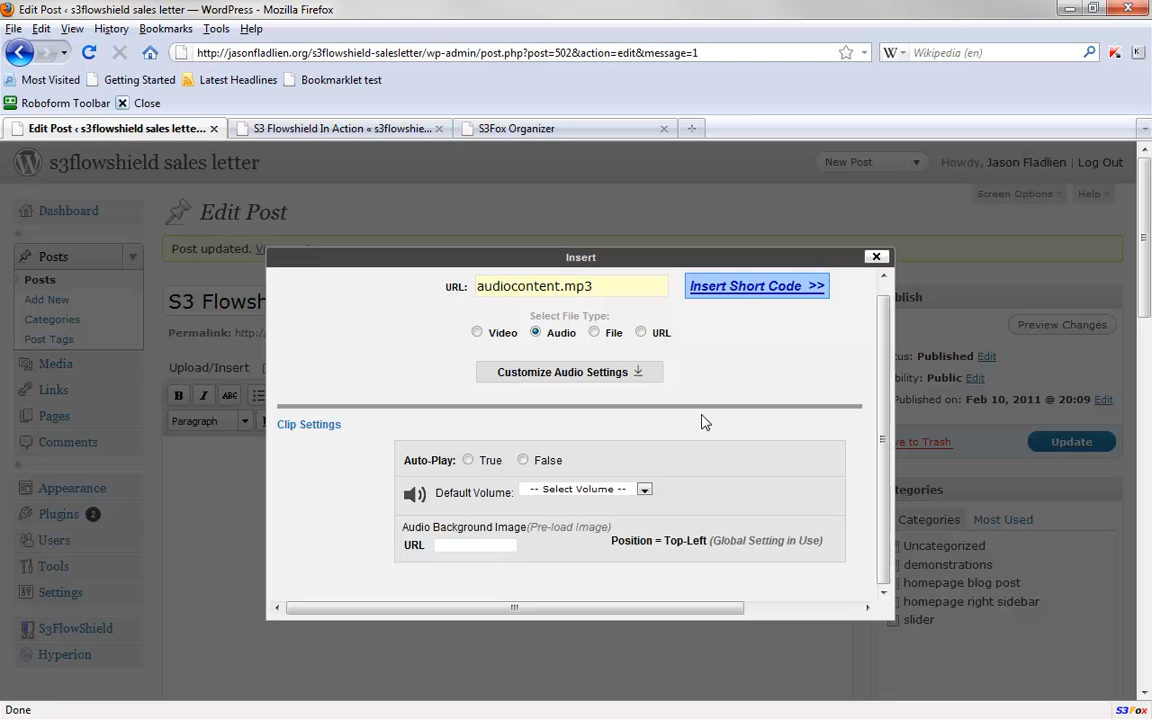 Edit Post ‹ s3flowshield sales letter — WordPress - Mozilla Firefox
File Edit View History Bookmarks Tools Help
http://jasonfladlien.org/s3flowshield-salesletter/wp-admin/post.php?post=502&action=edit&message=1
W Wikipedia (en)
Most Visited Getting Started Latest Headlines Bookmarklet test
Roboform Toolbar Close
Edit Post ‹ s3flowshield sales lette... S3 Flowshield In Action « s3flowshie... S3Fox Organizer
s3flowshield sales letter New Post Howdy, Jason Fladlien | Log Out
Screen Options Help
Dashboard
Edit Post
Post updated.
Posts
Posts
Add New
Categories
Post Tags
Media
Links
Pages
Comments
Appearance
Plugins 2
Users
Tools
Settings
S3FlowShield
Hyperion
S3 Flows
Permalink: http://
Upload/Insert
B I ABC
Paragraph
Insert
URL: audiocontent.mp3 Insert Short Code >>
Select File Type:
Video Audio File URL
Customize Audio Settings
Clip Settings
Auto-Play: True False
Default Volume: -- Select Volume --
Audio Background Image(Pre-load Image)
URL
Position = Top-Left (Global Setting in Use)
blish
Preview Changes
us: Published Edit
bility: Public Edit
blished on: Feb 10, 2011 @ 20:09 Edit
ve to Trash Update
tegories
Categories Most Used
Uncategorized
demonstrations
homepage blog post
homepage right sidebar
slider
Done S3Fox